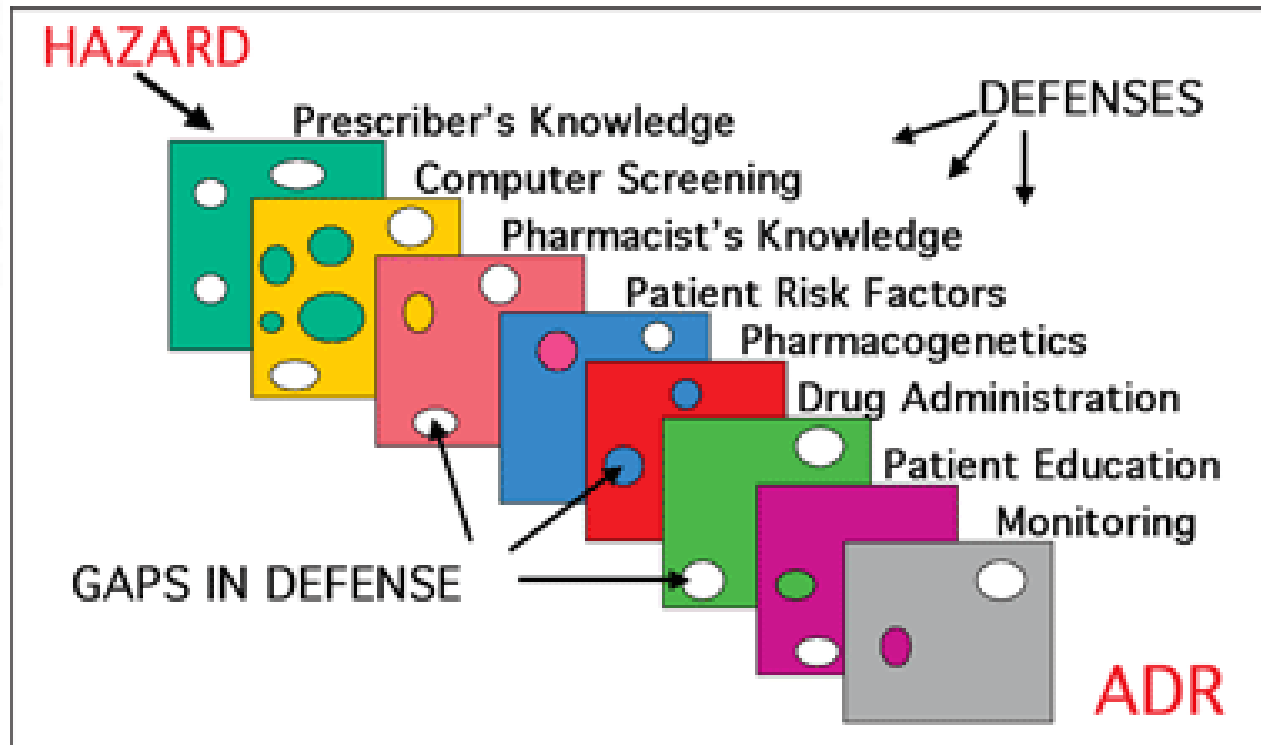 HAZARD
DEFENSES
Prescriber's Knowledge
Computer Screening
Pharmacist's Knowledge
Patient Risk Factors
Pharmacogenetics
Drug Administration
Patient Education
Monitoring
GAPS IN DEFENSE
ADR